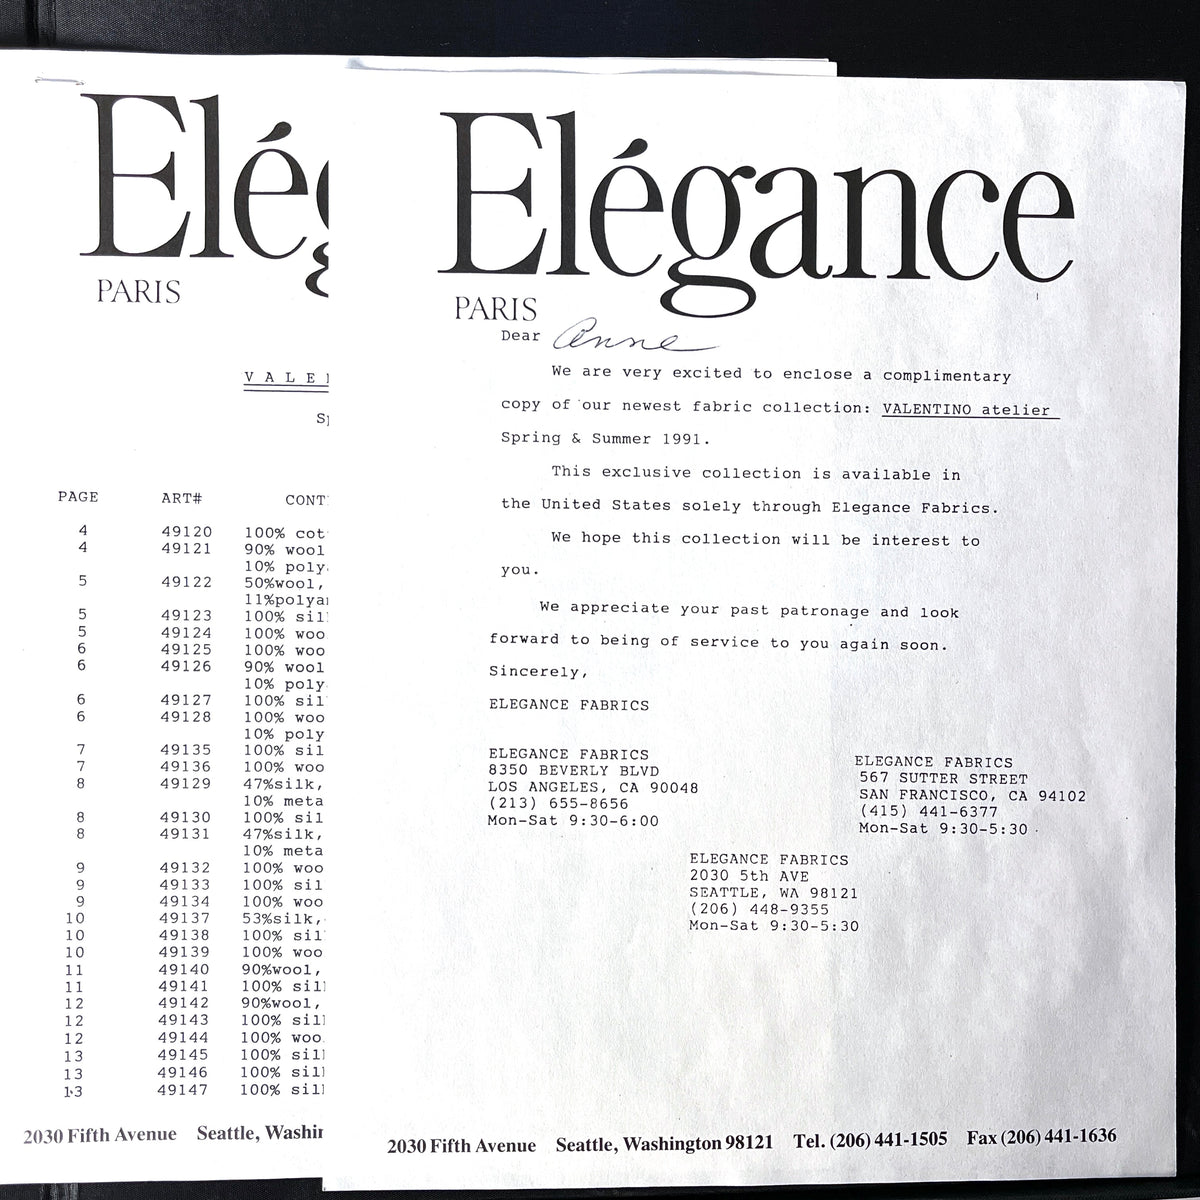 Elég
PARIS
VALE
PAGE ART# CONT
4 49120 100% cot
4 49121 90% wool
10% polya
5 49122 50%wool,
11%polya
5 49123 100% sil
5 49124 100% woo
6 49125 100% woo
6 49126 90% wool
10% poly
6 49127 100% sil
6 49128 100% woo
10% poly
7 49135 100% sil
7 49136 100% woo
8 49129 47%silk,
10% meta
8 49130 100% sil
8 49131 47%silk,
10% meta
9 49132 100% woo
9 49133 100% sil
9 49134 100% woo
10 49137 53%silk,
10 49138 100% sil
10 49139 100% woo
11 49140 90%wool,
11 49141 100% sil
12 49142 90%wool,
12 49143 100% sil
12 49144 100% woo
13 49145 100% sil
13 49146 100% sil
13 49147 100% sil
2030 Fifth Avenue Seattle, Washin
Elégance
PARIS
Dear Anne
We are very excited to enclose a complimentary
copy of our newest fabric collection: VALENTINO atelier
Spring & Summer 1991.
This exclusive collection is available in
the United States solely through Elegance Fabrics.
We hope this collection will be interest to
you.
We appreciate your past patronage and look
forward to being of service to you again soon.
Sincerely,
ELEGANCE FABRICS
ELEGANCE FABRICS
8350 BEVERLY BLVD
LOS ANGELES, CA 90048
(213) 655-8656
Mon-Sat 9:30-6:00
ELEGANCE FABRICS
567 SUTTER STREET
SAN FRANCISCO, CA 94102
(415) 441-6377
Mon-Sat 9:30-5:30
ELEGANCE FABRICS
2030 5th AVE
SEATTLE, WA 98121
(206) 448-9355
Mon-Sat 9:30-5:30
2030 Fifth Avenue Seattle, Washington 98121 Tel. (206) 441-1505 Fax (206) 441-1636